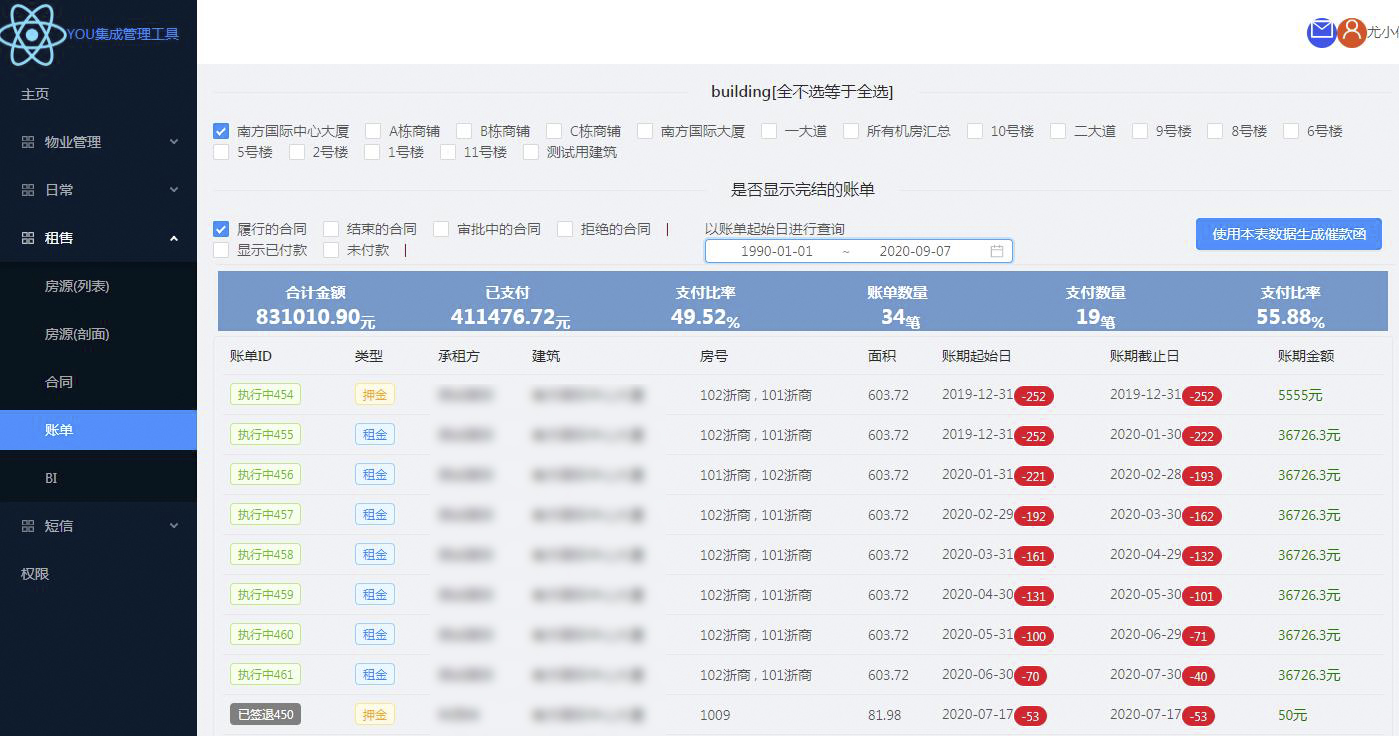 YOU集成管理工具
尤小
主页
物业管理
日常
租售
房源(列表)
房源(剖面)
合同
账单
BI
短信
权限
building[全不选等于全选]
南方国际中心大厦 A栋商铺 B栋商铺 C栋商铺 南方国际大厦 一大道 所有机房汇总 10号楼 二大道 9号楼 8号楼 6号楼
5号楼 2号楼 1号楼 11号楼 测试用建筑
是否显示完结的账单
履行的合同 结束的合同 审批中的合同 拒绝的合同 | 以账单起始日进行查询
显示已付款 未付款 | 1990-01-01 ~ 2020-09-07
使用本表数据生成催款函
合计金额 已支付 支付比率 账单数量 支付数量 支付比率
831010.90元 411476.72元 49.52% 34笔 19笔 55.88%
账单ID 类型 承租方 建筑 房号 面积 账期起始日 账期截止日 账期金额
执行中454 押金 102浙商 , 101浙商 603.72 2019-12-31 -252 2019-12-31 -252 5555元
执行中455 租金 102浙商 , 101浙商 603.72 2019-12-31 -252 2020-01-30 -222 36726.3元
执行中456 租金 101浙商 , 102浙商 603.72 2020-01-31 -221 2020-02-28 -193 36726.3元
执行中457 租金 102浙商 , 101浙商 603.72 2020-02-29 -192 2020-03-30 -162 36726.3元
执行中458 租金 102浙商 , 101浙商 603.72 2020-03-31 -161 2020-04-29 -132 36726.3元
执行中459 租金 102浙商 , 101浙商 603.72 2020-04-30 -131 2020-05-30 -101 36726.3元
执行中460 租金 102浙商 , 101浙商 603.72 2020-05-31 -100 2020-06-29 -71 36726.3元
执行中461 租金 102浙商 , 101浙商 603.72 2020-06-30 -70 2020-07-30 -40 36726.3元
已签退450 押金 1009 81.98 2020-07-17 -53 2020-07-17 -53 50元